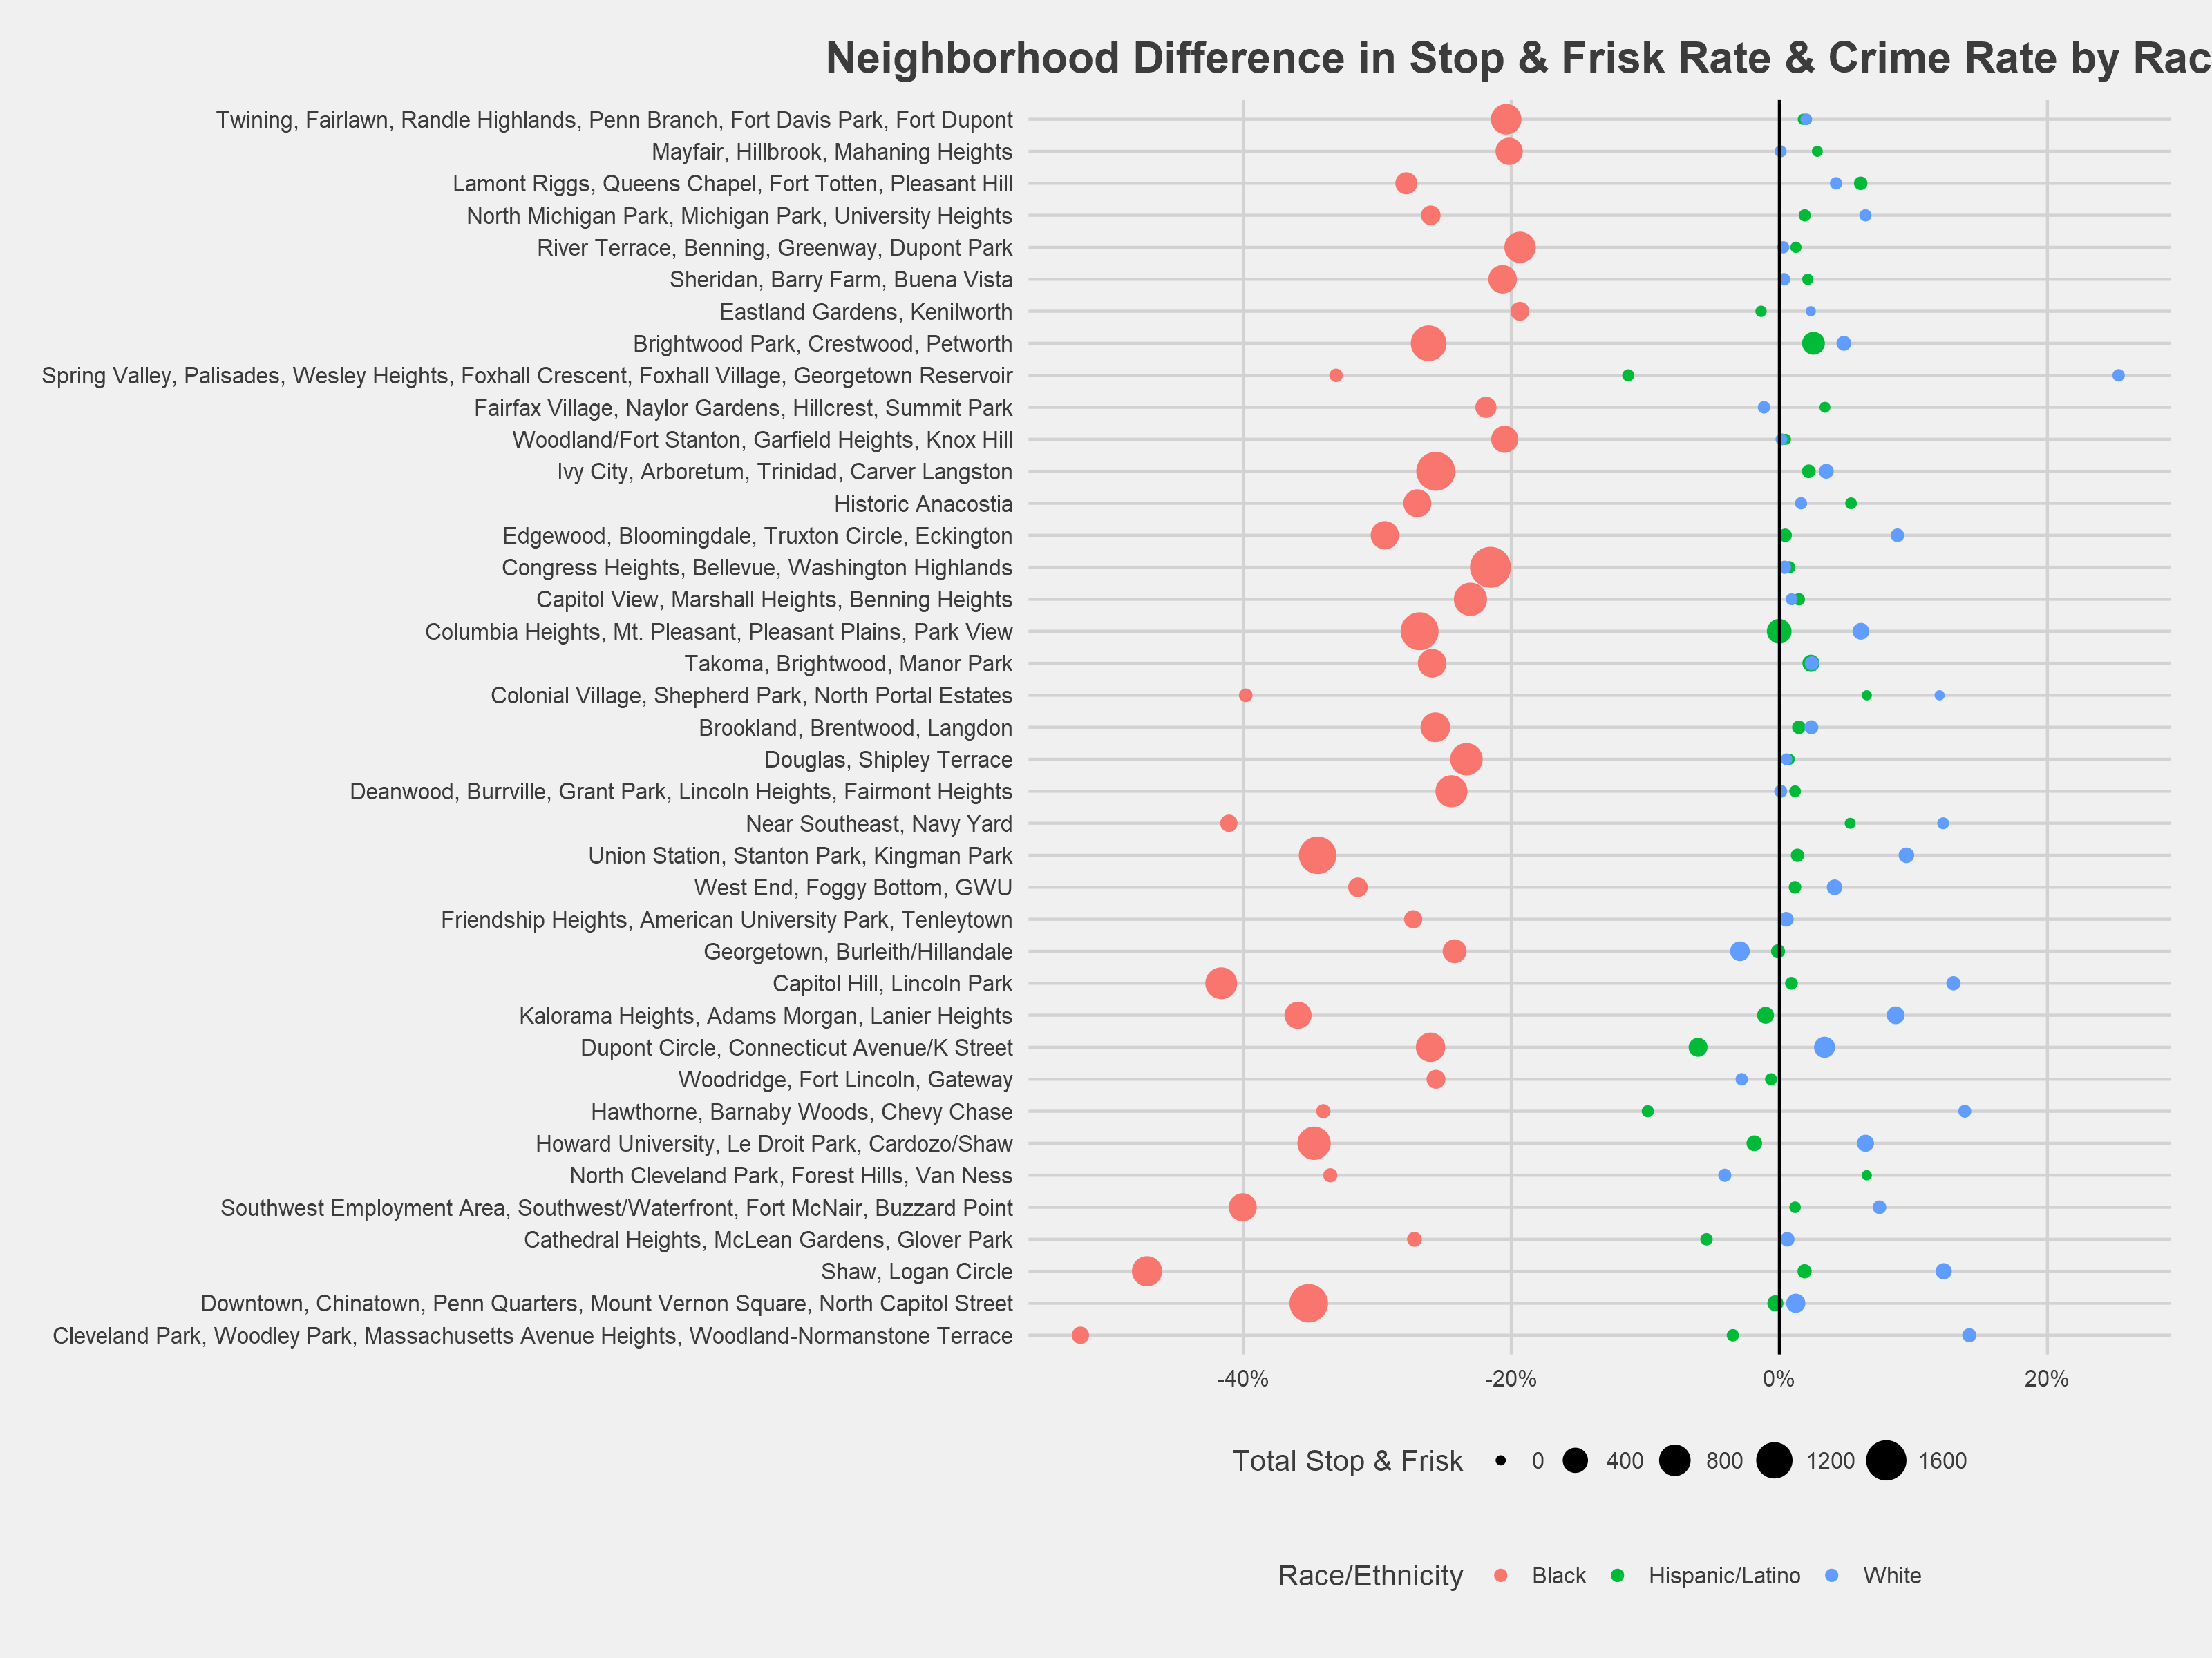 Neighborhood Difference in Stop & Frisk Rate & Crime Rate by Rac
Twining, Fairlawn, Randle Highlands, Penn Branch, Fort Davis Park, Fort Dupont
Mayfair, Hillbrook, Mahaning Heights
Lamont Riggs, Queens Chapel, Fort Totten, Pleasant Hill
North Michigan Park, Michigan Park, University Heights
River Terrace, Benning, Greenway, Dupont Park
Sheridan, Barry Farm, Buena Vista
Eastland Gardens, Kenilworth
Brightwood Park, Crestwood, Petworth
Spring Valley, Palisades, Wesley Heights, Foxhall Crescent, Foxhall Village, Georgetown Reservoir
Fairfax Village, Naylor Gardens, Hillcrest, Summit Park
Woodland/Fort Stanton, Garfield Heights, Knox Hill
Ivy City, Arboretum, Trinidad, Carver Langston
Historic Anacostia
Edgewood, Bloomingdale, Truxton Circle, Eckington
Congress Heights, Bellevue, Washington Highlands
Capitol View, Marshall Heights, Benning Heights
Columbia Heights, Mt. Pleasant, Pleasant Plains, Park View
Takoma, Brightwood, Manor Park
Colonial Village, Shepherd Park, North Portal Estates
Brookland, Brentwood, Langdon
Douglas, Shipley Terrace
Deanwood, Burrville, Grant Park, Lincoln Heights, Fairmont Heights
Near Southeast, Navy Yard
Union Station, Stanton Park, Kingman Park
West End, Foggy Bottom, GWU
Friendship Heights, American University Park, Tenleytown
Georgetown, Burleith/Hillandale
Capitol Hill, Lincoln Park
Kalorama Heights, Adams Morgan, Lanier Heights
Dupont Circle, Connecticut Avenue/K Street
Woodridge, Fort Lincoln, Gateway
Hawthorne, Barnaby Woods, Chevy Chase
Howard University, Le Droit Park, Cardozo/Shaw
North Cleveland Park, Forest Hills, Van Ness
Southwest Employment Area, Southwest/Waterfront, Fort McNair, Buzzard Point
Cathedral Heights, McLean Gardens, Glover Park
Shaw, Logan Circle
Downtown, Chinatown, Penn Quarters, Mount Vernon Square, North Capitol Street
Cleveland Park, Woodley Park, Massachusetts Avenue Heights, Woodland-Normanstone Terrace
-40% -20% 0% 20%
Total Stop & Frisk 0 400 800 1200 1600
Race/Ethnicity Black Hispanic/Latino White